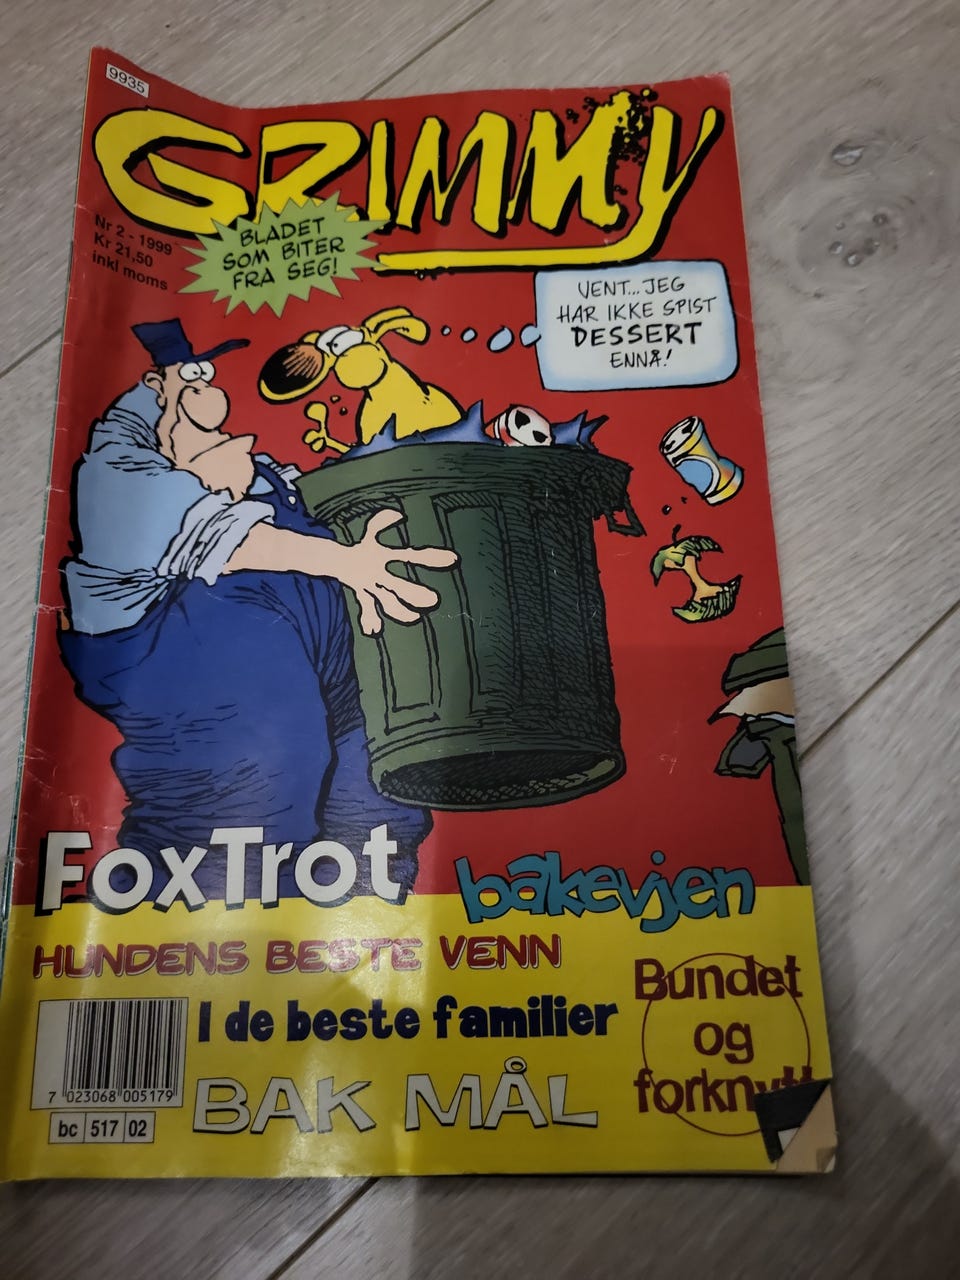 9935
GRIMMY
Nr 2 - 1999
Kr 21,50
inkl moms
BLADET
SOM BITER
FRA SEG!
VENT...JEG
HAR IKKE SPIST
DESSERT
ENNÅ!
FoxTrot
bakevjen
HUNDENS BESTE VENN
I de beste familier
Bundet
og
forknytt
BAK MÅL
7 023068 005179
bc 517 02